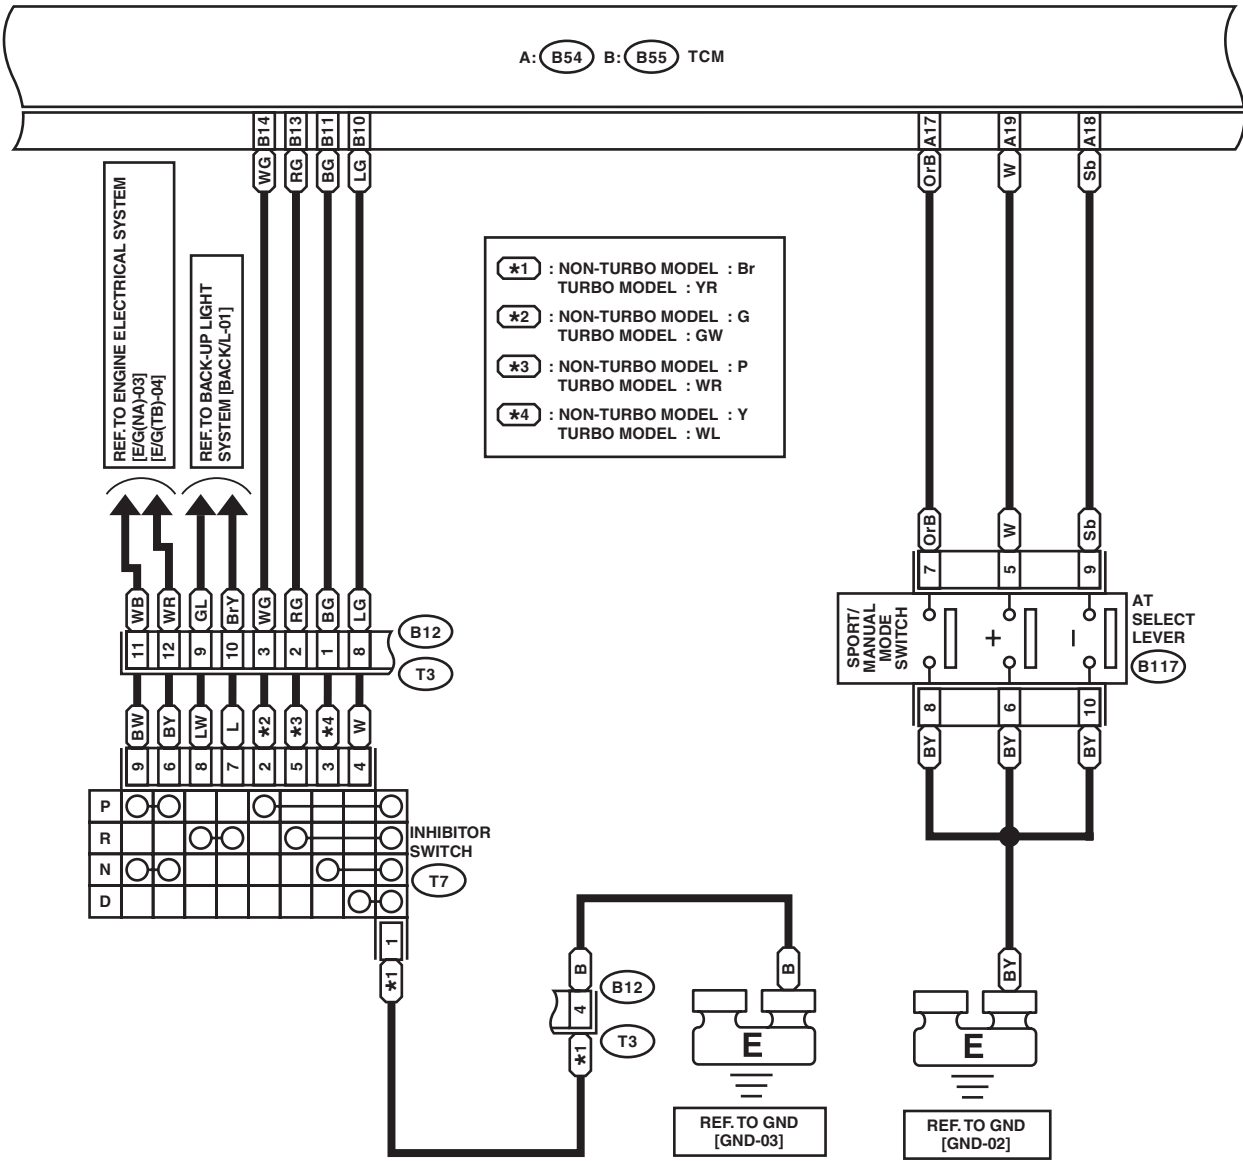 A: B54 B: B55 TCM
B14 B13 B11 B10 A17 A19 A18
WG RG BG LG OrB W Sb
REF. TO ENGINE ELECTRICAL SYSTEM
[E/G(NA)-03]
[E/G(TB)-04]
REF. TO BACK-UP LIGHT
SYSTEM [BACK/L-01]
*1 : NON-TURBO MODEL : Br
TURBO MODEL : YR
*2 : NON-TURBO MODEL : G
TURBO MODEL : GW
*3 : NON-TURBO MODEL : P
TURBO MODEL : WR
*4 : NON-TURBO MODEL : Y
TURBO MODEL : WL
OrB W Sb
7 5 9
WB WR GL BrY WG RG BG LG
11 12 9 10 3 2 1 8
B12
T3
SPORT/
MANUAL
MODE
SWITCH
+ −
AT
SELECT
LEVER
B117
8 6 10
BY BY BY
BW BY LW L *2 *3 *4 W
9 6 8 7 2 5 3 4
P
R
N
D
INHIBITOR
SWITCH
T7
1
*1
B
4
B12
T3
*1
B
E
REF. TO GND
[GND-03]
BY
E
REF. TO GND
[GND-02]